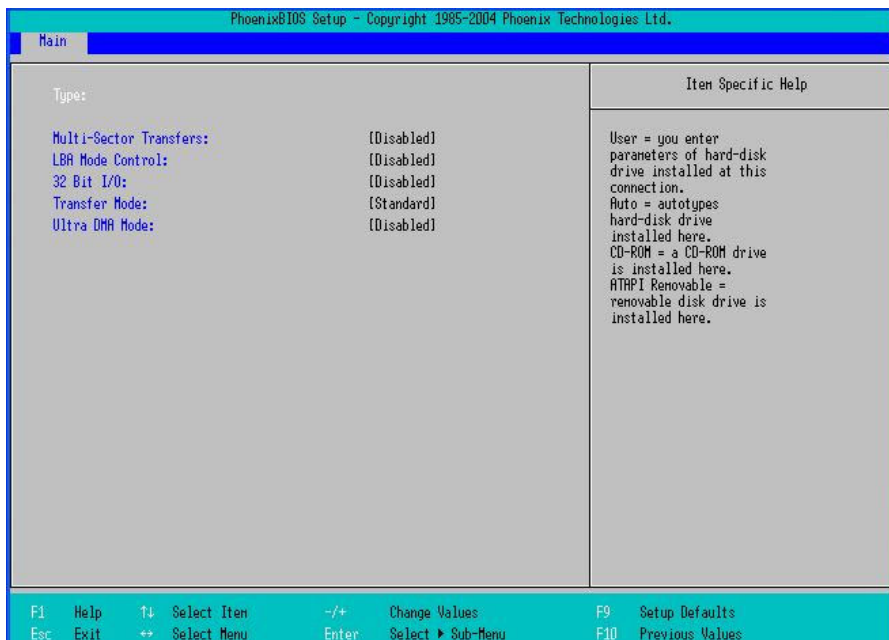 PhoenixBIOS Setup - Copyright 1985-2004 Phoenix Technologies Ltd.
Main
Type:
Multi-Sector Transfers: [Disabled]
LBA Mode Control: [Disabled]
32 Bit I/O: [Disabled]
Transfer Mode: [Standard]
Ultra DMA Mode: [Disabled]
Item Specific Help
User = you enter
parameters of hard-disk
drive installed at this
connection.
Auto = autotypes
hard-disk drive
installed here.
CD-ROM = a CD-ROM drive
is installed here.
ATAPI Removable =
removable disk drive is
installed here.
F1 Help ↑↓ Select Item -/+ Change Values F9 Setup Defaults
Esc Exit ↔ Select Menu Enter Select ▶ Sub-Menu F10 Previous Values